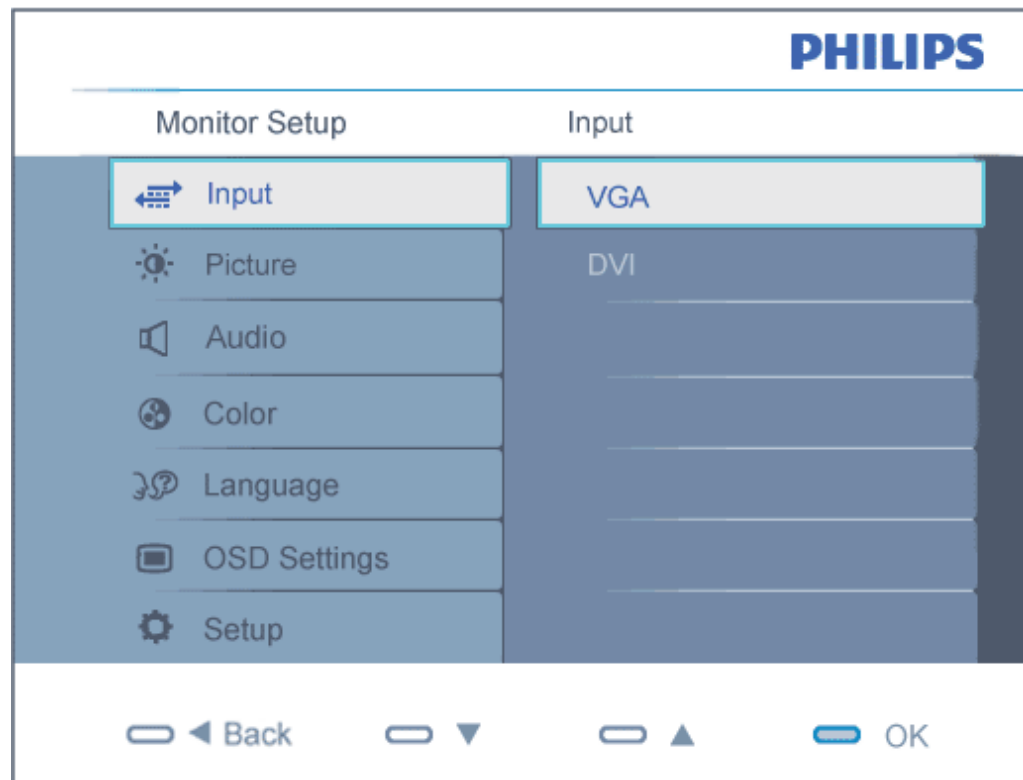 PHILIPS
Monitor Setup Input
Input VGA
Picture DVI
Audio
Color
Language
OSD Settings
Setup
Back OK